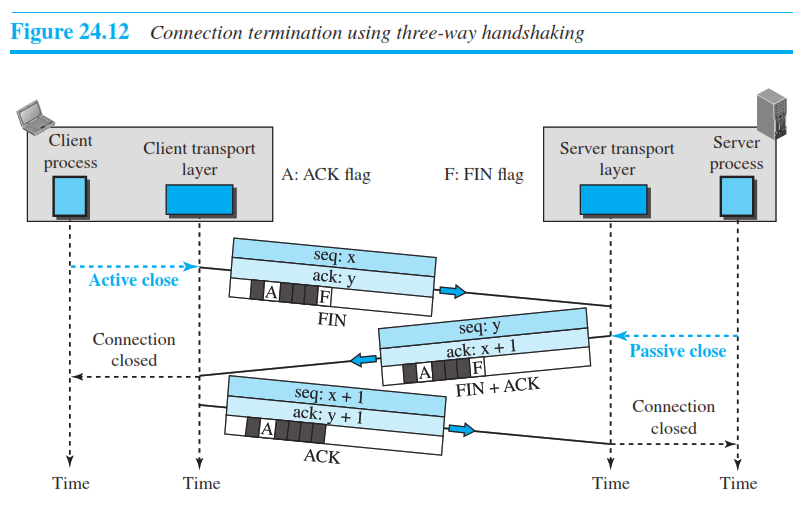 Figure 24.12 Connection termination using three-way handshaking
Client
process
Client transport
layer
A: ACK flag
F: FIN flag
Server transport
layer
Server
process
Active close
seq: x
ack: y
A F
FIN
seq: y
ack: x + 1
A F
FIN + ACK
Passive close
Connection
closed
seq: x + 1
ack: y + 1
A
ACK
Connection
closed
Time
Time
Time
Time